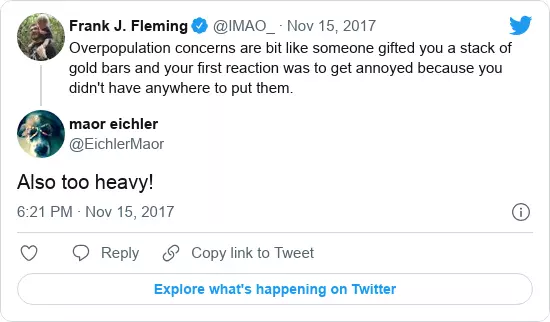 Frank J. Fleming @IMAO_ · Nov 15, 2017
Overpopulation concerns are bit like someone gifted you a stack of
gold bars and your first reaction was to get annoyed because you
didn't have anywhere to put them.
maor eichler
@EichlerMaor
Also too heavy!
6:21 PM · Nov 15, 2017
Reply Copy link to Tweet
Explore what's happening on Twitter